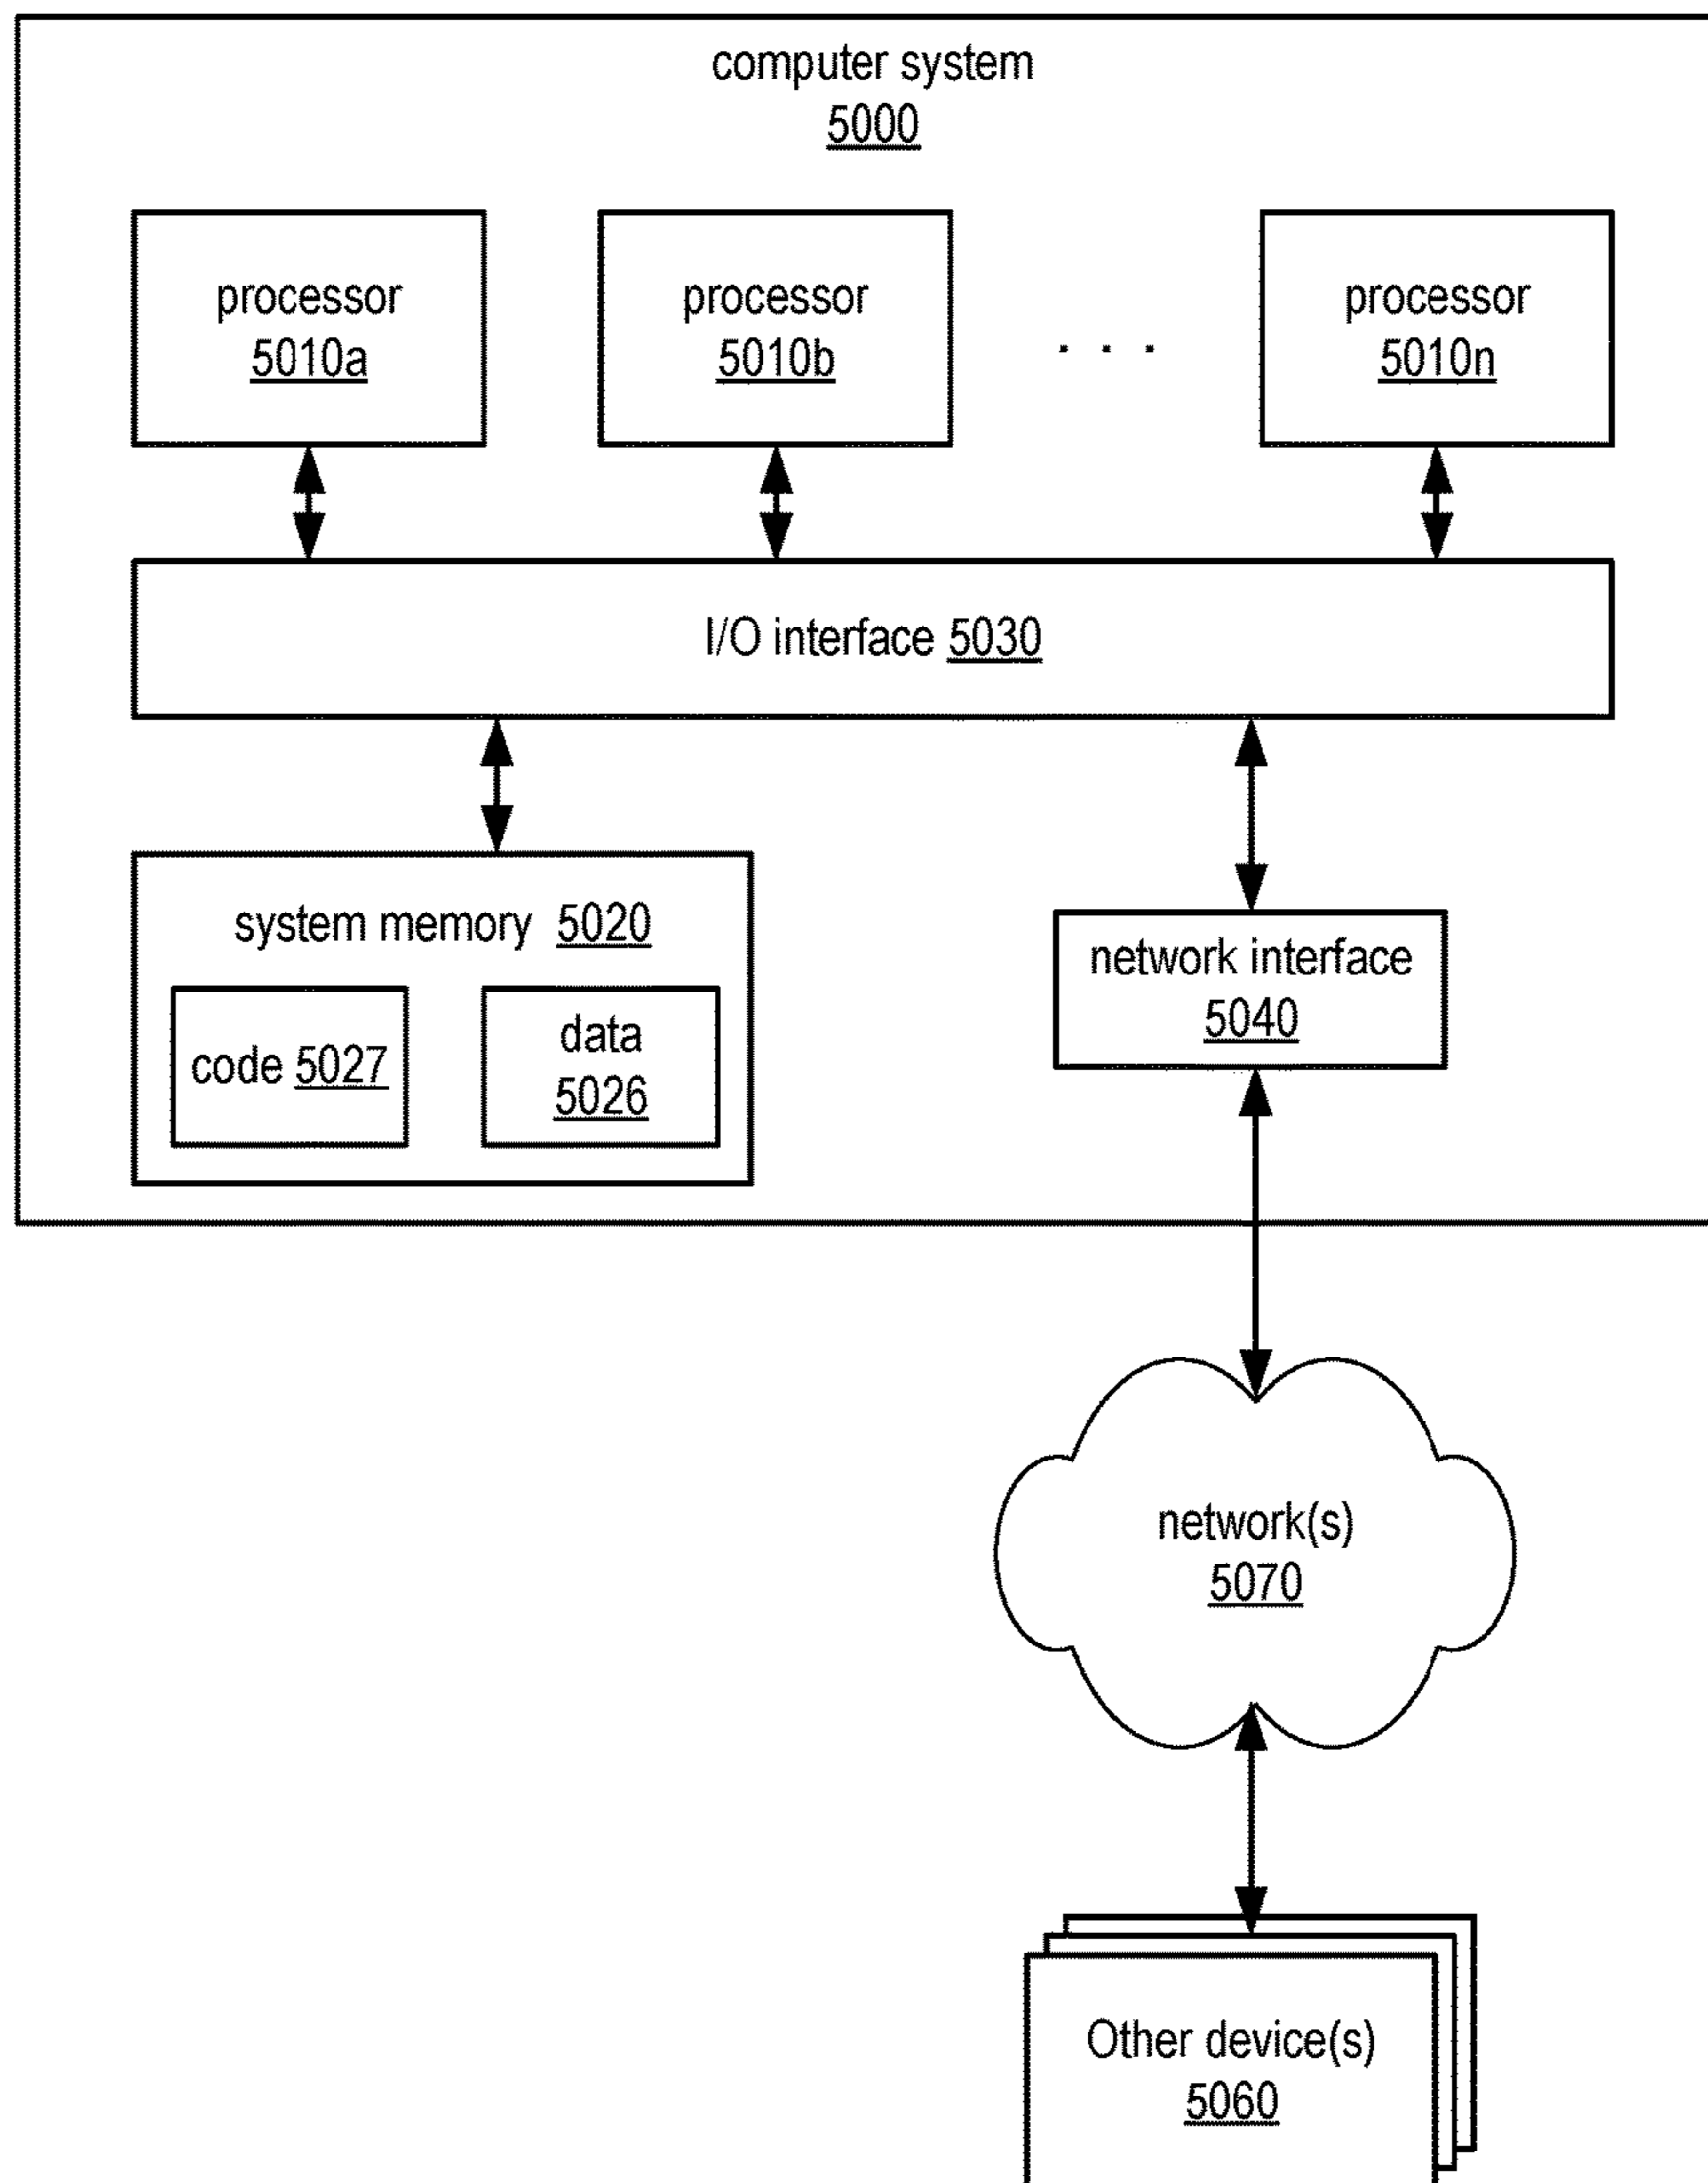 computer system
5000
processor
5010a
processor
5010b
. . .
processor
5010n
I/O interface 5030
system memory 5020
code 5027
data
5026
network interface
5040
network(s)
5070
Other device(s)
5060